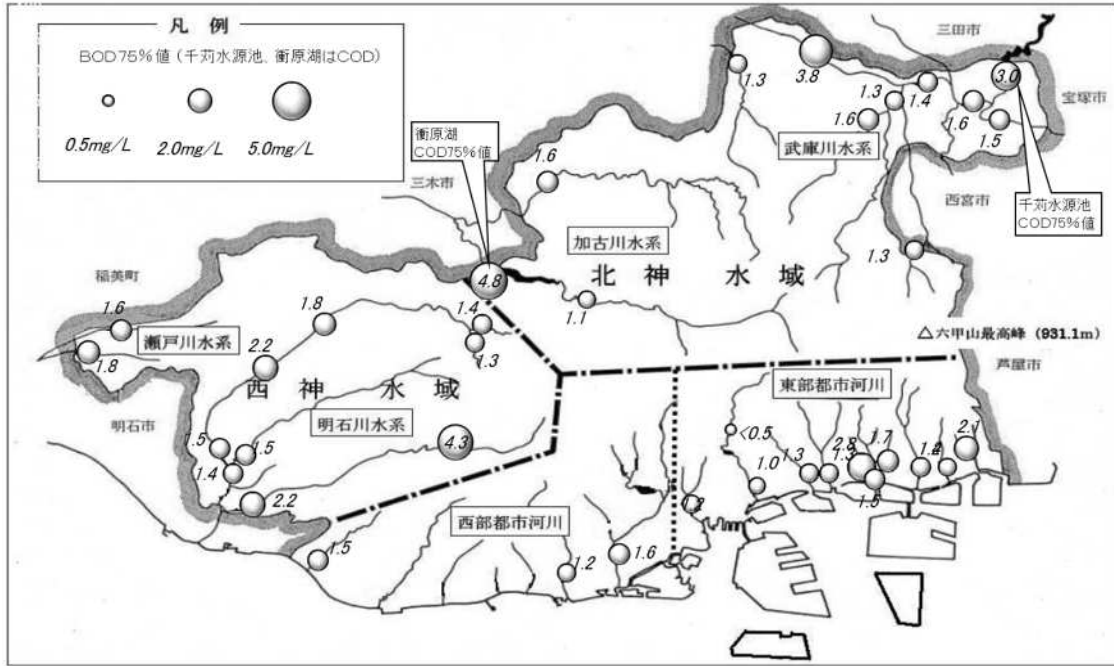 凡 例
BOD75%値(千苅水源池、衝原湖はCOD)
0.5mg/L
2.0mg/L
5.0mg/L
三田市
宝塚市
3.8
3.0
1.3
1.3
1.4
1.6
1.6
1.5
武庫川水系
衝原湖
COD75%値
三木市
1.6
西宮市
千苅水源池
COD75%値
加古川水系
北 神 水 域
1.3
稲美町
4.8
1.1
1.6
1.8
1.4
1.3
瀬戸川水系
1.8
2.2
△六甲山最高峰 (931.1m)
芦屋市
西 神 水 域
東部都市河川
明石市
明石川水系
4.3
1.5
1.5
1.4
2.2
<0.5
1.0
1.3
2.8
1.3
1.7
1.5
2.1
西部都市河川
1.5
1.2
1.6